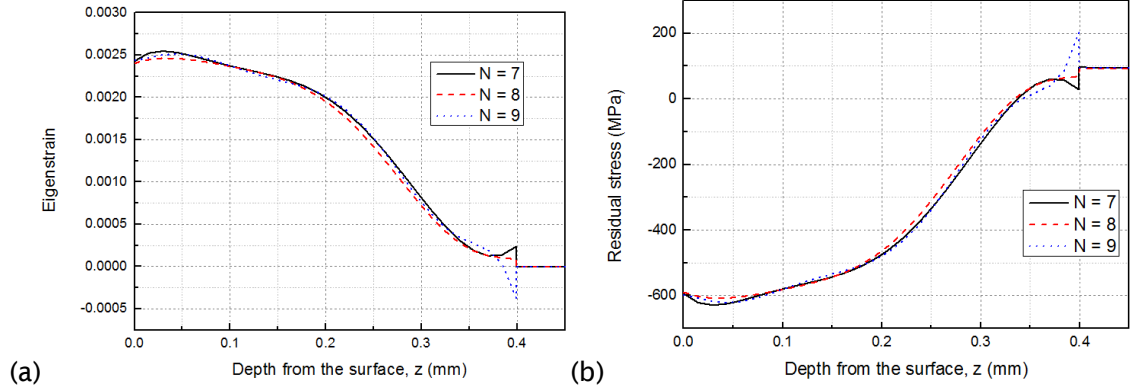 0.0030
0.0025
0.0020
0.0015
0.0010
0.0005
0.0000
-0.0005
Eigenstrain
N = 7
N = 8
N = 9
0.0 0.1 0.2 0.3 0.4
(a) Depth from the surface, z (mm)
200
0
-200
-400
-600
Residual stress (MPa)
N = 7
N = 8
N = 9
0.0 0.1 0.2 0.3 0.4
(b) Depth from the surface, z (mm)